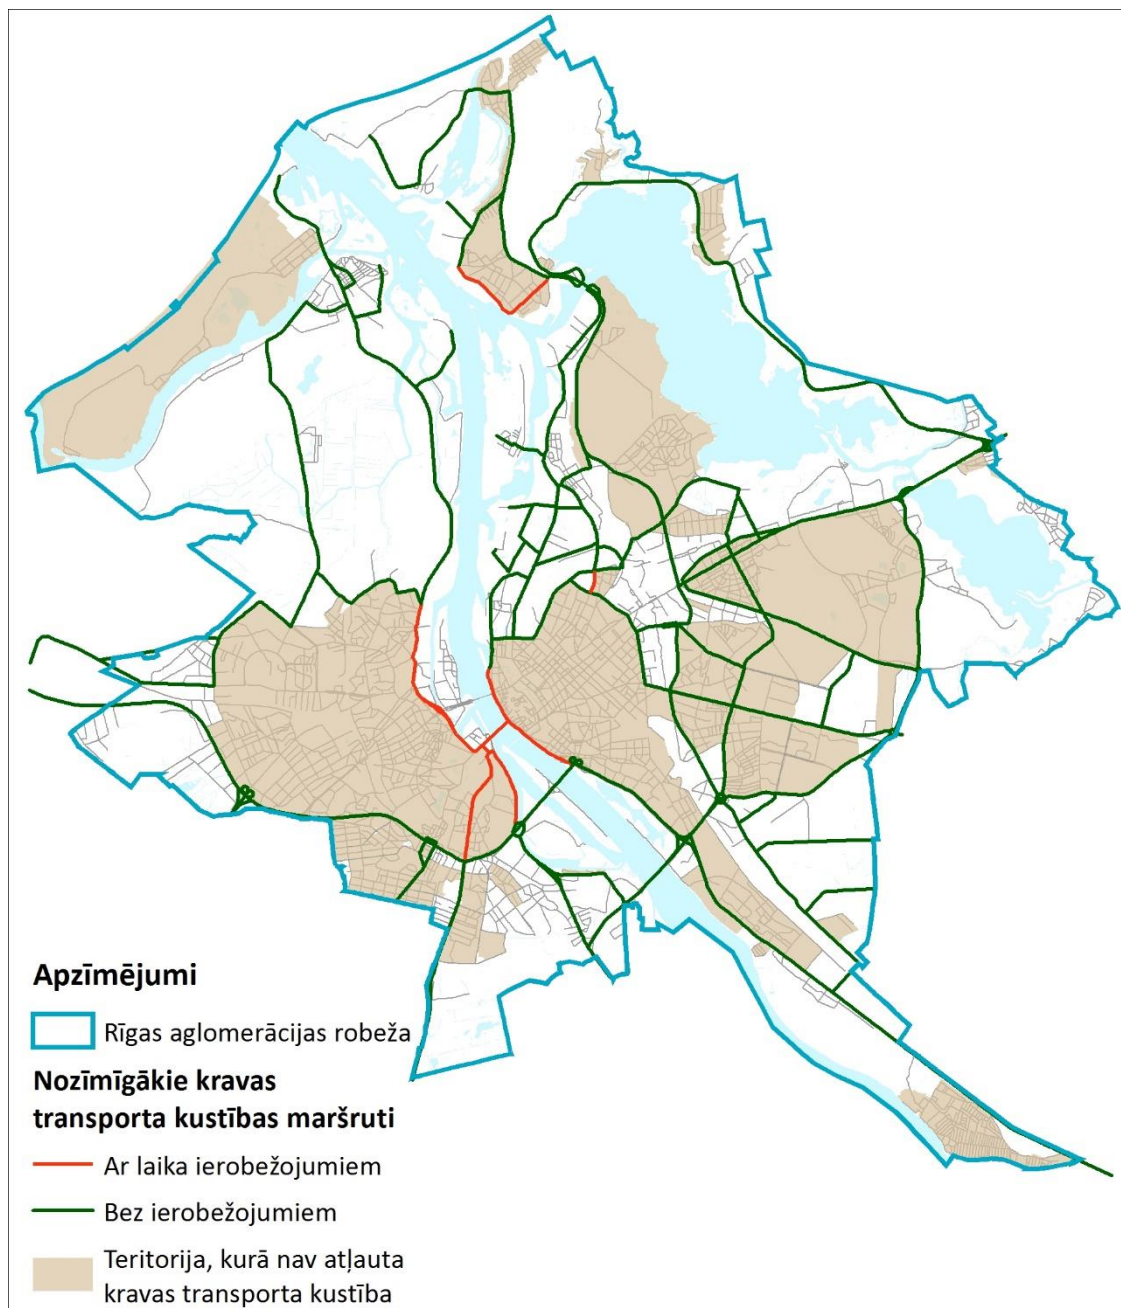 Apzīmējumi
Rīgas aglomerācijas robeža
Nozīmīgākie kravas
transporta kustības maršruti
Ar laika ierobežojumiem
Bez ierobežojumiem
Teritorija, kurā nav atļauta
kravas transporta kustība